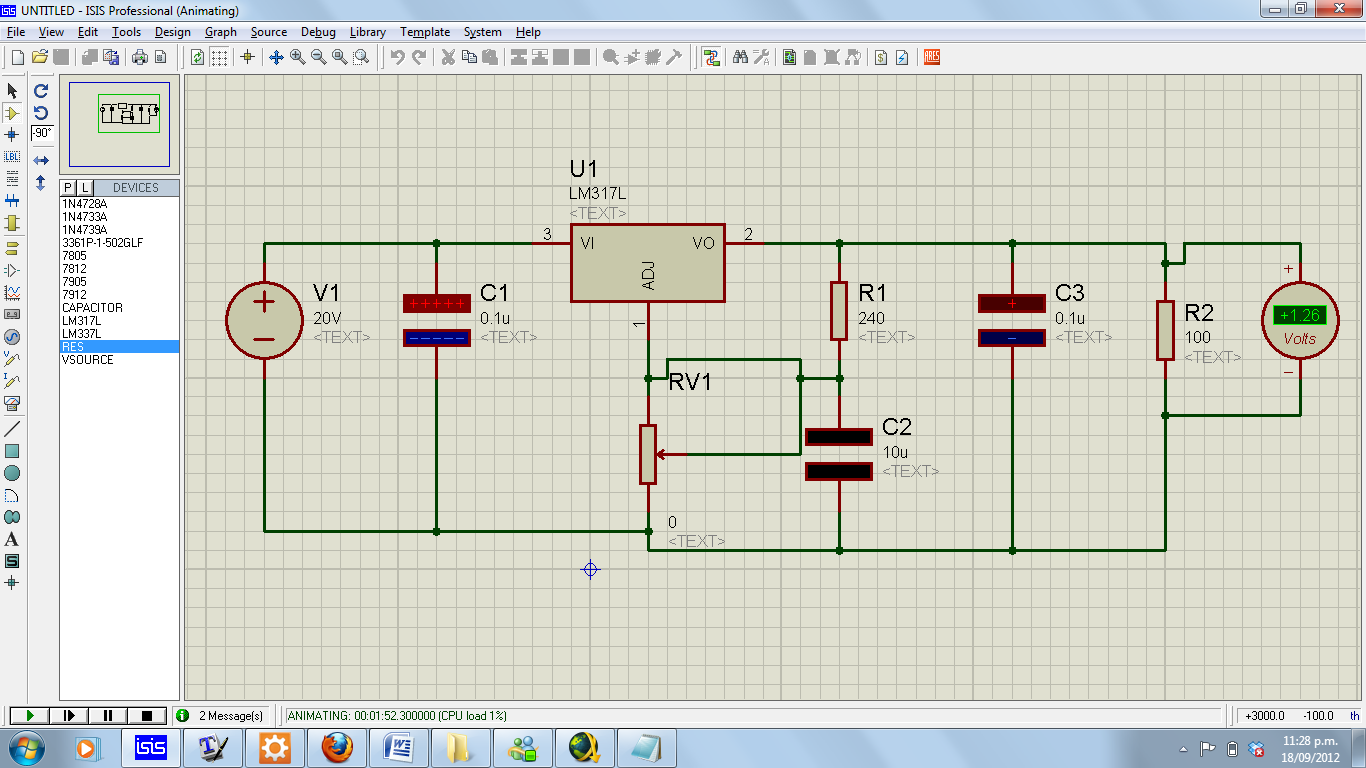 UNTITLED - ISIS Professional (Animating)
File View Edit Tools Design Graph Source Debug Library Template System Help
-90°
LBL
P L DEVICES
1N4728A
1N4733A
1N4739A
3361P-1-502GLF
7805
7812
7905
7912
CAPACITOR
LM317L
LM337L
RES
VSOURCE
U1
LM317L
<TEXT>
3 VI VO 2
ADJ
1
V1
20V
<TEXT>
C1
0.1u
<TEXT>
R1
240
<TEXT>
C3
0.1u
<TEXT>
R2
100
<TEXT>
+1.26
Volts
RV1
0
<TEXT>
C2
10u
<TEXT>
2 Message(s)
ANIMATING: 00:01:52.300000 (CPU load 1%)
+3000.0 -100.0 th
isis
11:28 p.m.
18/09/2012